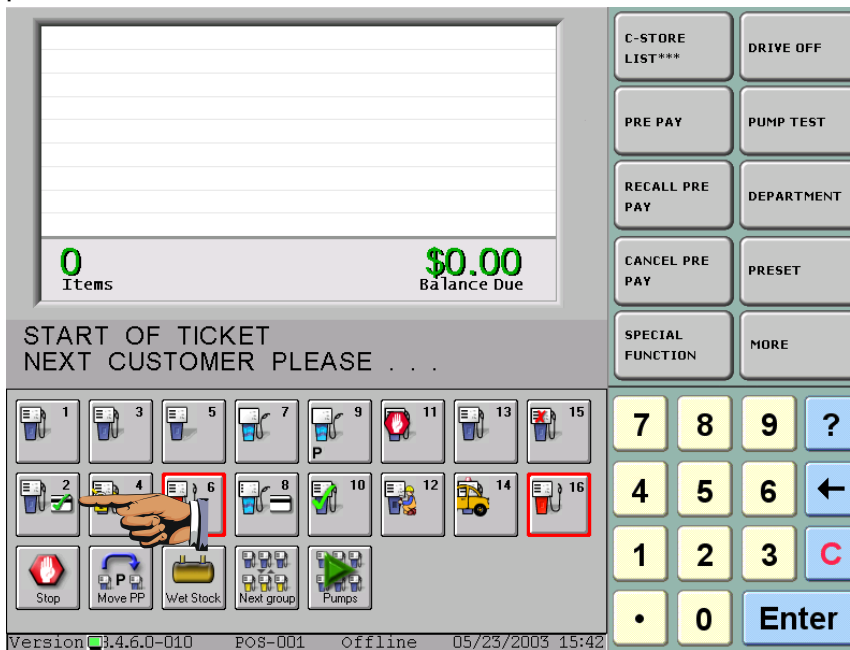 C-STORE
LIST***
DRIVE OFF
PRE PAY
PUMP TEST
RECALL PRE
PAY
DEPARTMENT
CANCEL PRE
PAY
PRESET
SPECIAL
FUNCTION
MORE
0
$0.00
Items
Balance Due
START OF TICKET
NEXT CUSTOMER PLEASE . . .
1 3 5 7 9 11 13 15
P
2 4 6 8 10 12 14 16
P
Stop Move PP Wet Stock Next group Pumps
7 8 9 ?
4 5 6 ←
1 2 3 C
• 0 Enter
Version .4.6.0-010 POS-001 Offline 05/23/2003 15:42